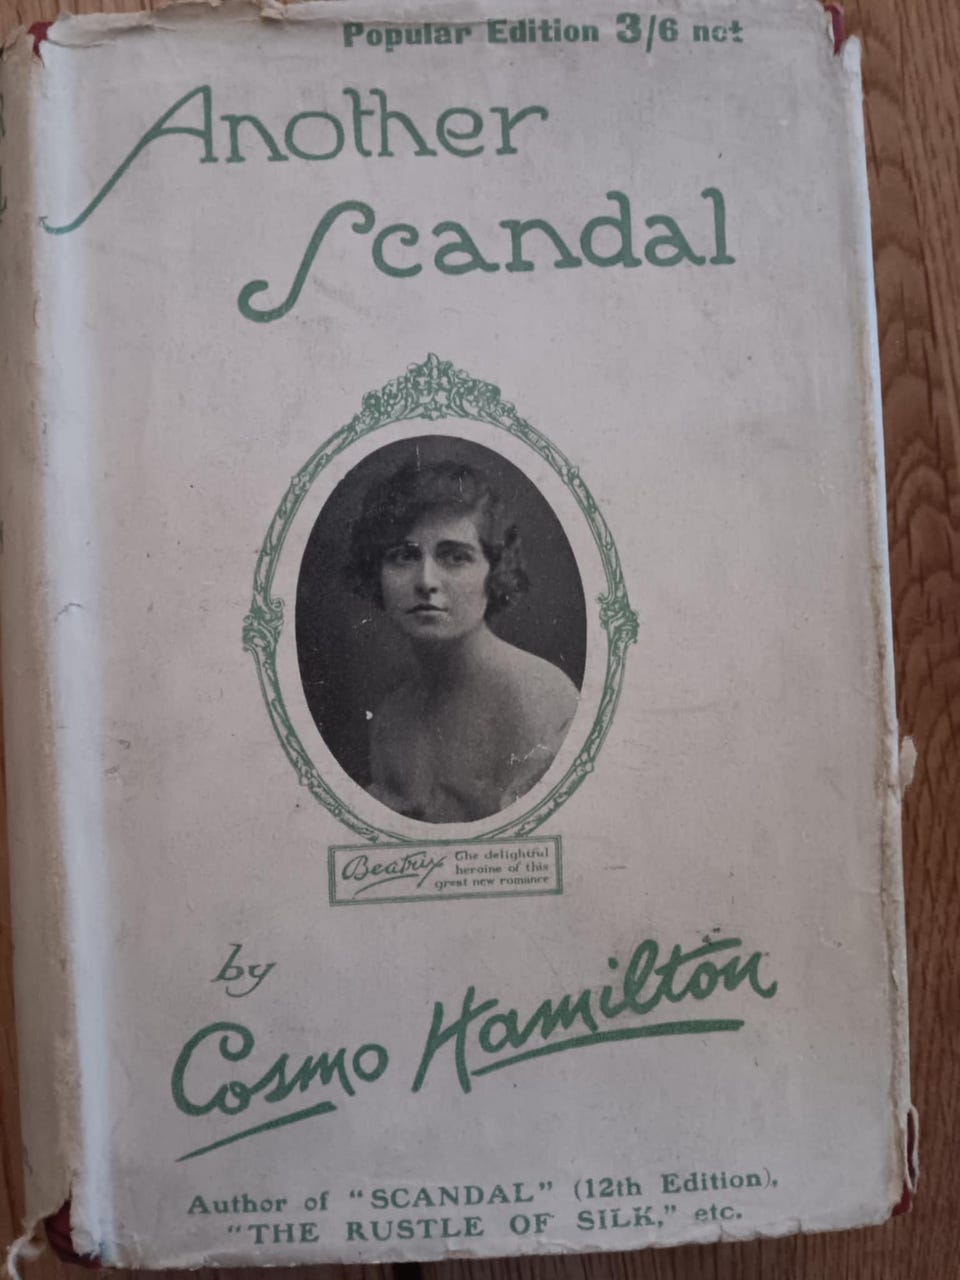 Popular Edition 3/6 net
Another
Scandal
Beatrix
The delightful
heroine of this
great new romance
by
Cosmo Hamilton
Author of "SCANDAL" (12th Edition),
"THE RUSTLE OF SILK," etc.